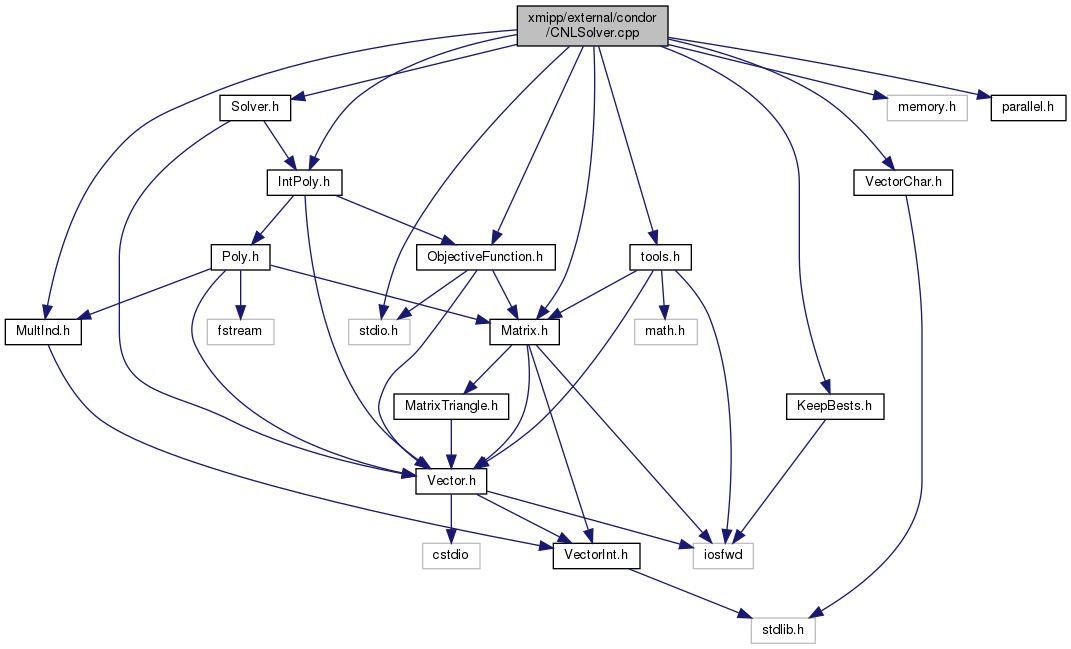 xmipp/external/condor
/CNLSolver.cpp
Solver.h
memory.h
parallel.h
IntPoly.h
VectorChar.h
Poly.h
ObjectiveFunction.h
tools.h
MultInd.h
fstream
stdio.h
Matrix.h
math.h
MatrixTriangle.h
KeepBests.h
Vector.h
cstdio
VectorInt.h
iosfwd
stdlib.h